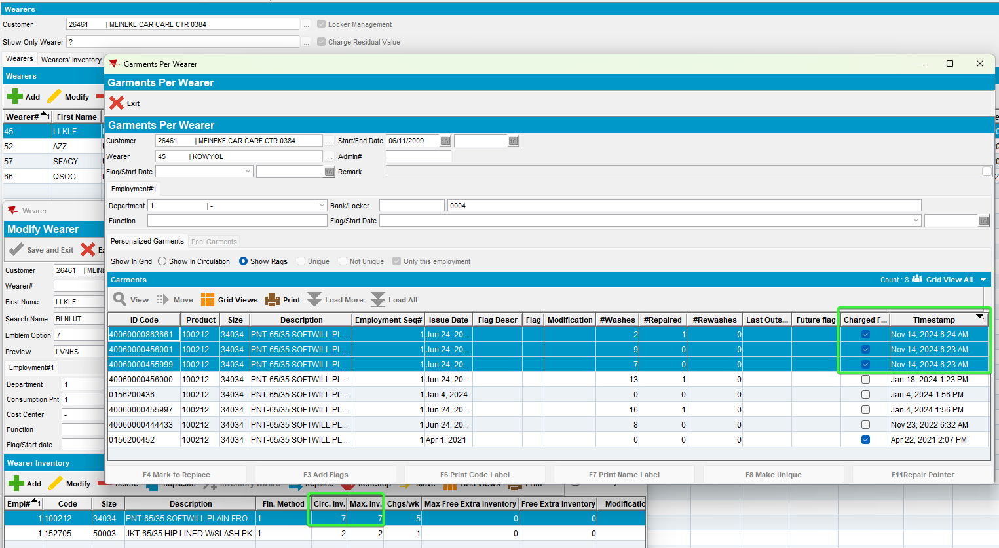 Wearers
Customer 26461 | MEINEKE CAR CARE CTR 0384 ... Locker Management
Show Only Wearer ? ... Charge Residual Value
Wearers Wearers' Inventory
Wearers
Add Modify
Wearer# 1 First Name
45 LLKLF
52 AZZ
57 SFAGY
66 QSOC
Garments Per Wearer
Garments Per Wearer
Exit
Garments Per Wearer
Customer 26461 | MEINEKE CAR CARE CTR 0384 ... Start/End Date 06/11/2009 16 16
Wearer 45 | KOWYOL ... Admin#
Flag/Start Date 16 Remark ...
Employment#1
Department 1 | - Bank/Locker 0004
Function Flag/Start Date 16
Personalized Garments Pool Garments
Show In Grid Show In Circulation Show Rags Unique Not Unique Only this employment
Garments Count : 8 Grid View All
View Move Grid Views Print Load More Load All
ID Code Product Size Description Employment Seq# Issue Date Flag Descr Flag Modification #Washes #Repaired #Rewashes Last Outs... Future flag Charged F... Timestamp 1
40060000863661 100212 34034 PNT-65/35 SOFTWILL PL... 1 Jun 24, 20... 2 1 0 Nov 14, 2024 6:24 AM
40060000456001 100212 34034 PNT-65/35 SOFTWILL PL... 1 Jun 24, 20... 9 0 0 Nov 14, 2024 6:23 AM
40060000455999 100212 34034 PNT-65/35 SOFTWILL PL... 1 Jun 24, 20... 7 0 0 Nov 14, 2024 6:23 AM
40060000456000 100212 34034 PNT-65/35 SOFTWILL PL... 1 Jun 24, 20... 13 1 0 Jan 18, 2024 1:23 PM
0156200436 100212 34034 PNT-65/35 SOFTWILL PL... 1 Jan 4, 2024 0 0 0 Jan 4, 2024 1:56 PM
40060000455997 100212 34034 PNT-65/35 SOFTWILL PL... 1 Jun 24, 20... 16 1 0 Jan 4, 2024 1:56 PM
40060000444433 100212 34034 PNT-65/35 SOFTWILL PL... 1 Jun 24, 20... 8 0 0 Nov 23, 2022 6:32 AM
0156200452 100212 34034 PNT-65/35 SOFTWILL PL... 1 Apr 1, 2021 0 0 0 Apr 22, 2021 2:07 PM
F4 Mark to Replace F3 Add Flags F6 Print Code Label F7 Print Name Label F8 Make Unique F11Repair Pointer
Wearer
Modify Wearer
Save and Exit
Customer 26461 | MEINE
Wearer#
First Name LLKLF
Search Name BLNLUT
Emblem Option 7
Preview LVNHS
Employment#1
Department 1
Consumption Pnt 1
Cost Center -
Function
Flag/Start date
Wearer Inventory
Add Modify Delete Duplicate Inventory Wizard Replace Rentstop Move Grid Views Print
Empl# 1 Code Size Description Fin. Method Circ. Inv. Max. Inv. Chgs/wk Max Free Extra Inventory Free Extra Inventory Modificatio
1 100212 34034 PNT-65/35 SOFTWILL PLAIN FRO... 1 7 7 5 0 0
1 152705 50003 JKT-65/35 HIP LINED W/SLASH PK 1 2 2 1 0 0